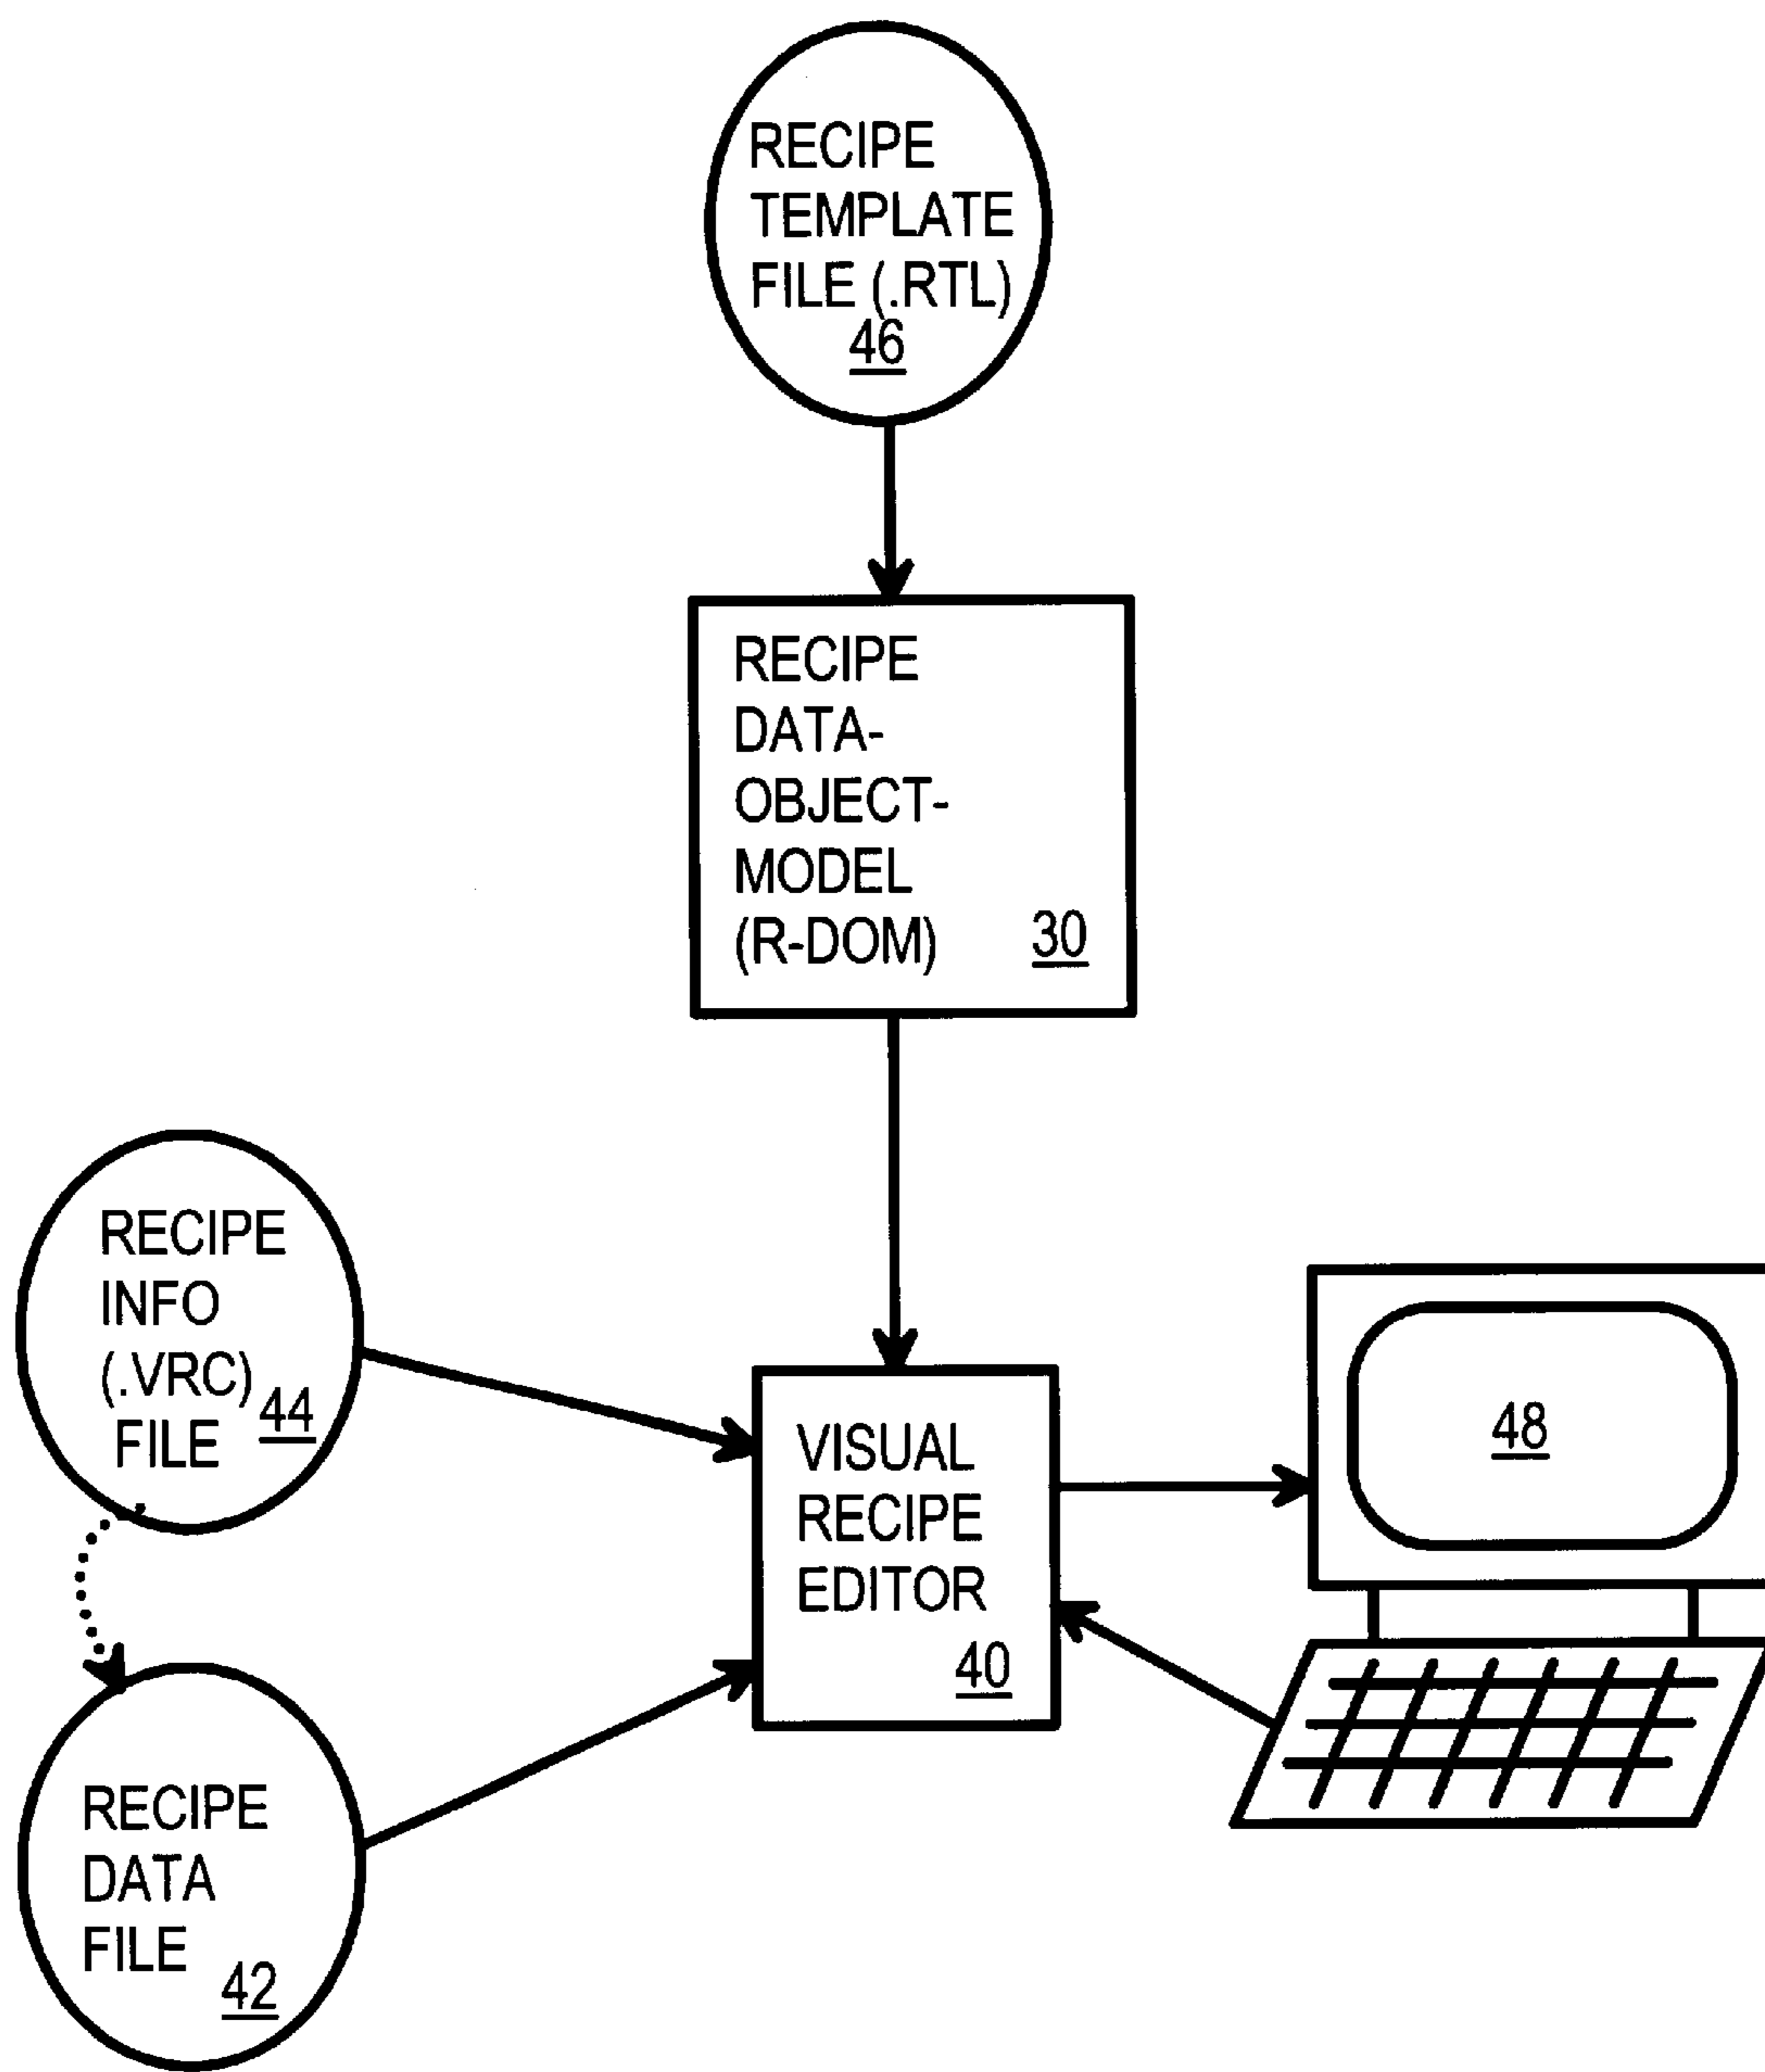 RECIPE
TEMPLATE
FILE (.RTL)
46
RECIPE
DATA-
OBJECT-
MODEL
(R-DOM)
30
RECIPE
INFO
(.VRC)
FILE
44
VISUAL
RECIPE
EDITOR
40
48
RECIPE
DATA
FILE
42